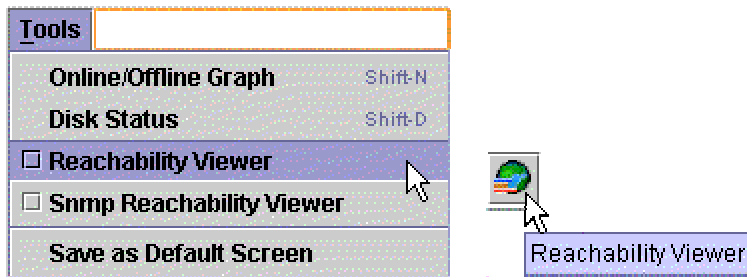 Tools
Online/Offline Graph Shift-N
Disk Status Shift-D
Reachability Viewer
Snmp Reachability Viewer
Save as Default Screen
Reachability Viewer